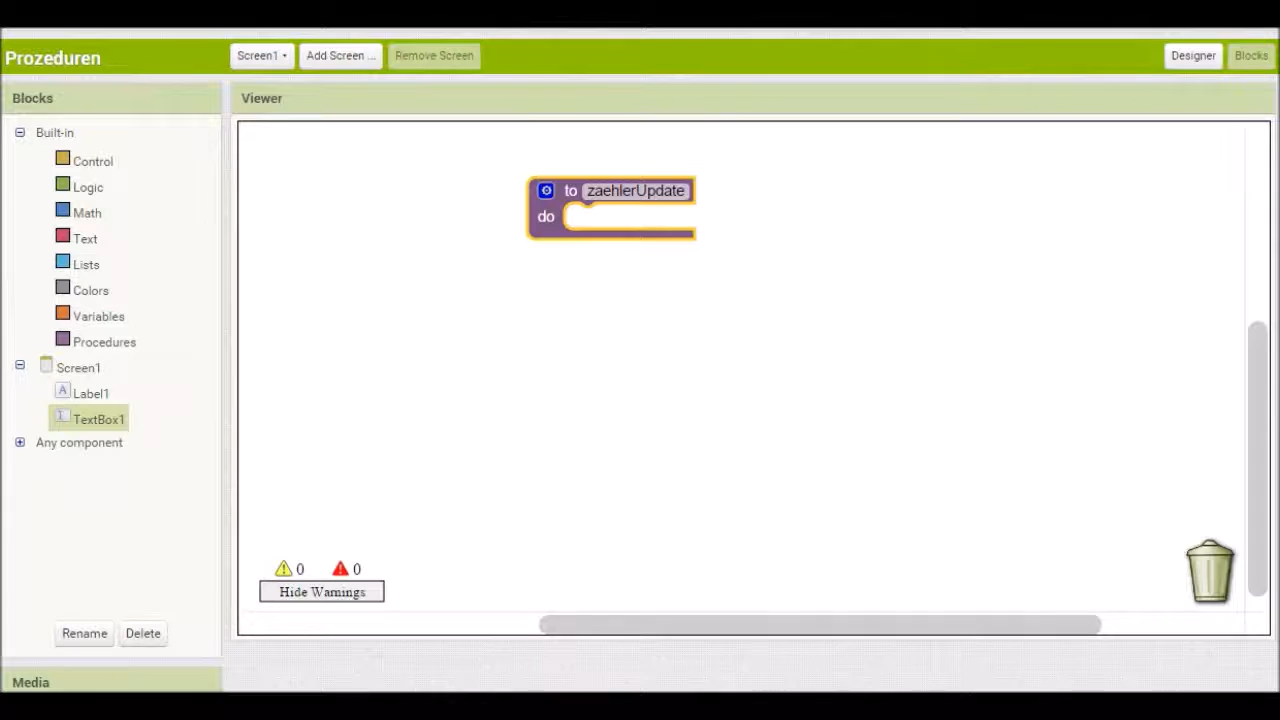 Prozeduren
Screen1
Add Screen ...
Remove Screen
Designer
Blocks
Blocks
Viewer
Built-in
Control
Logic
Math
Text
Lists
Colors
Variables
Procedures
Screen1
A Label1
TextBox1
Any component
to zaehlerUpdate
do
0 0
Hide Warnings
Rename
Delete
Media